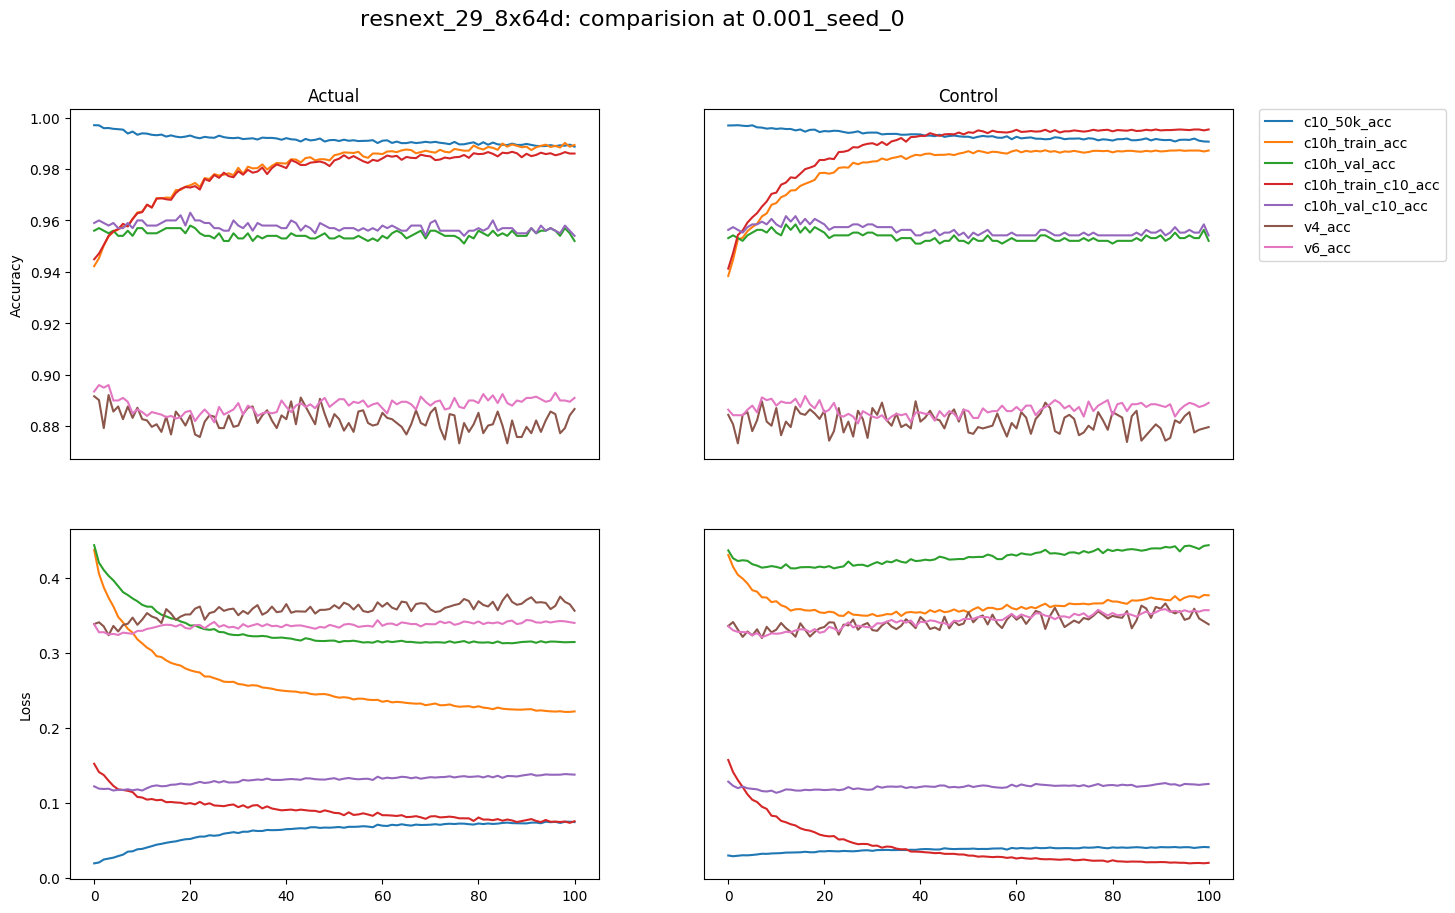 resnext_29_8x64d: comparision at 0.001_seed_0
Actual
Control
1.00
0.98
0.96
0.94
0.92
0.90
0.88
Accuracy
c10_50k_acc
c10h_train_acc
c10h_val_acc
c10h_train_c10_acc
c10h_val_c10_acc
v4_acc
v6_acc
0.4
0.3
0.2
0.1
0.0
Loss
0 20 40 60 80 100
0 20 40 60 80 100